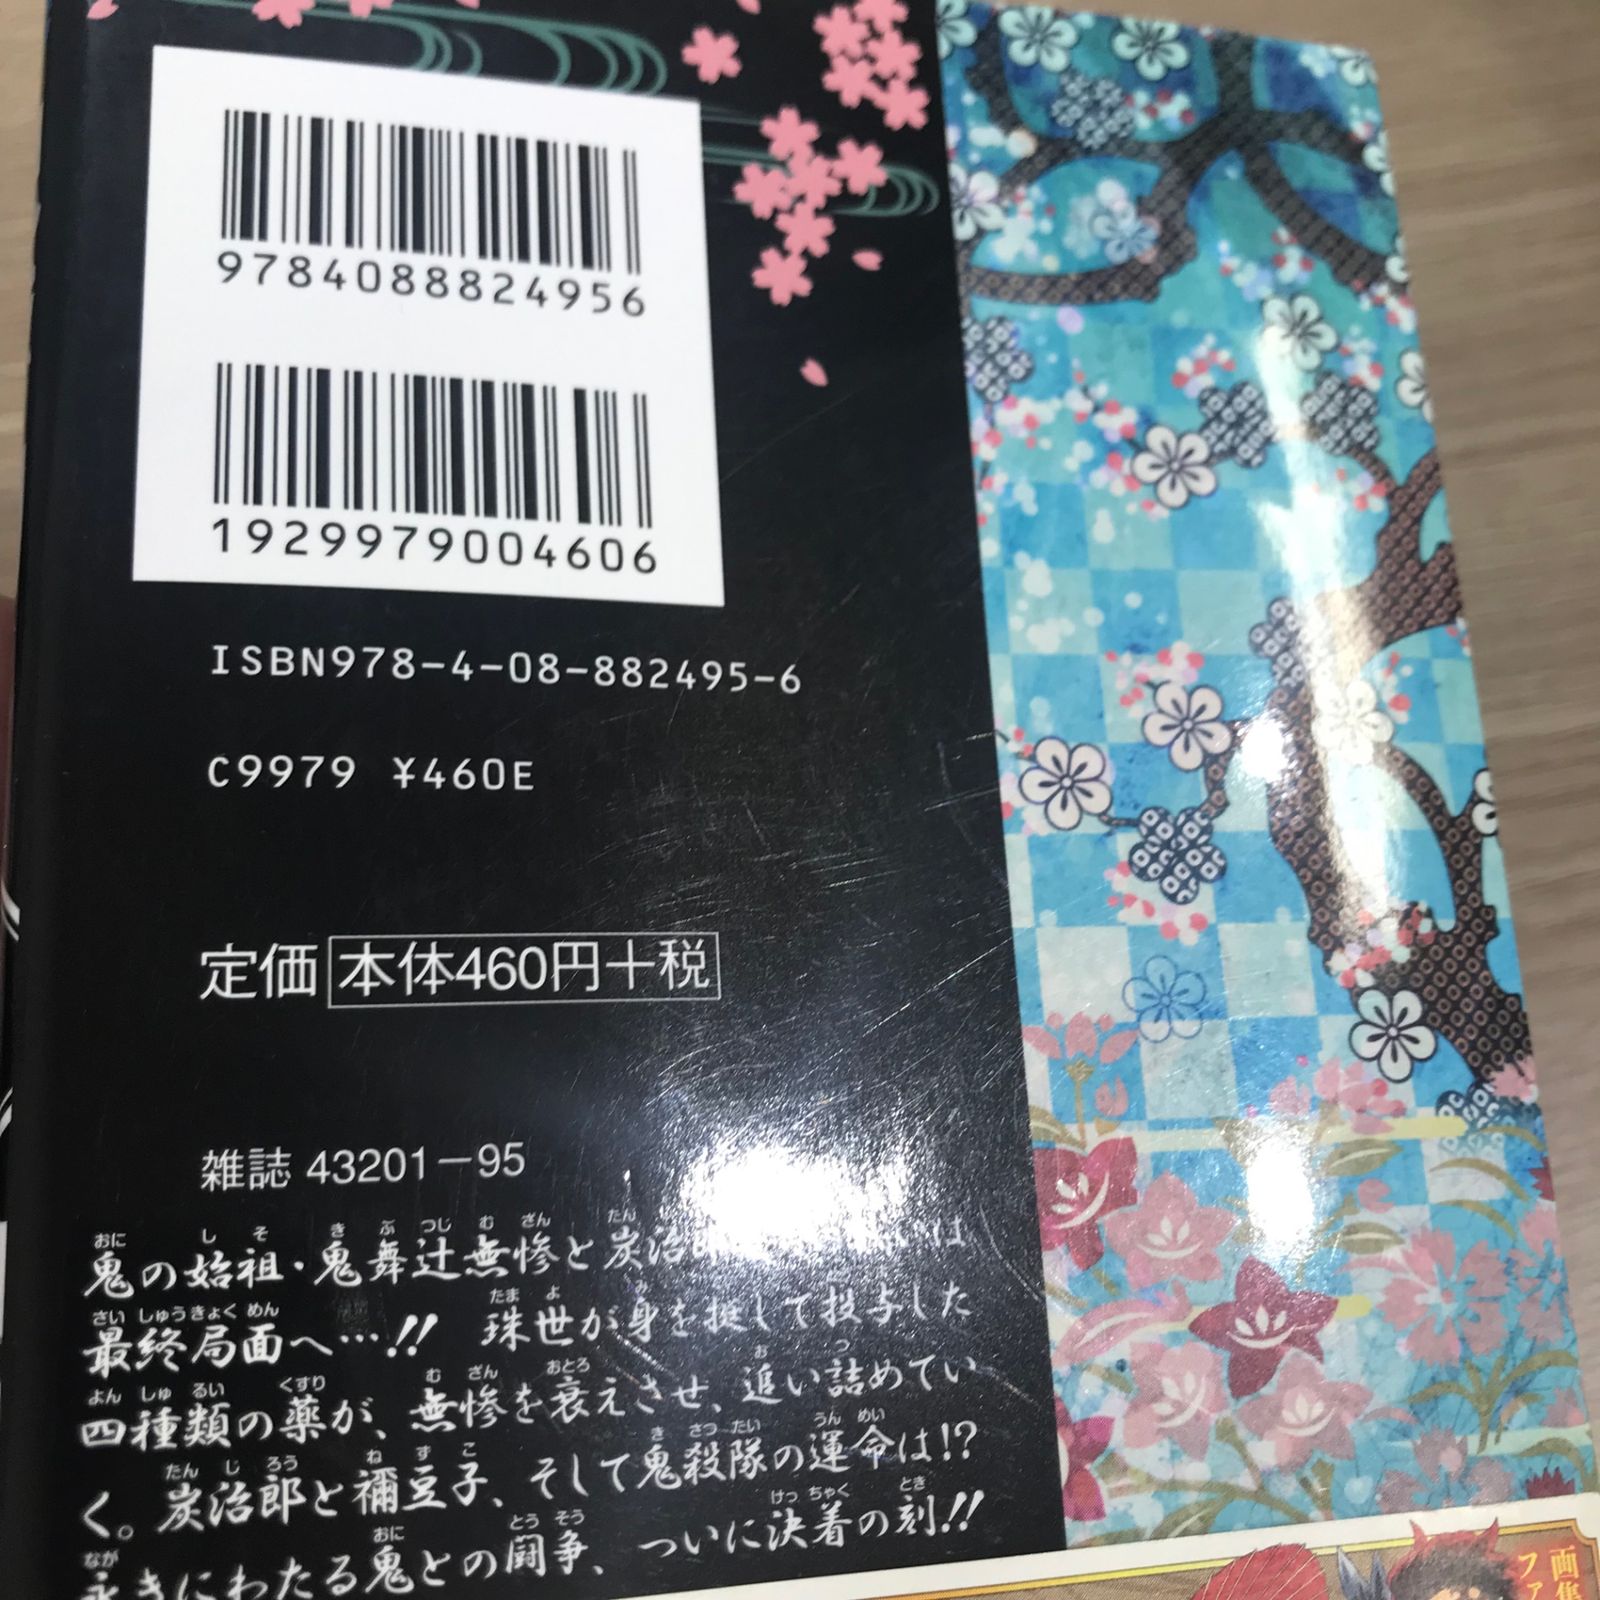 9784088824956
1929979004606
ISBN978-4-08-882495-6
C9979 ¥460E
定価 本体460円+税
雑誌 43201-95
鬼の始祖・鬼舞辻無惨と炭治 は
最終局面へ…!! 珠世が身を挺して投与した
四種類の薬が、無惨を衰えさせ、追い詰めてい
く。炭治郎と禰豆子、そして鬼殺隊の運命は!?
永きにわたる鬼との闘争、ついに決着の刻!!
画集
ファ